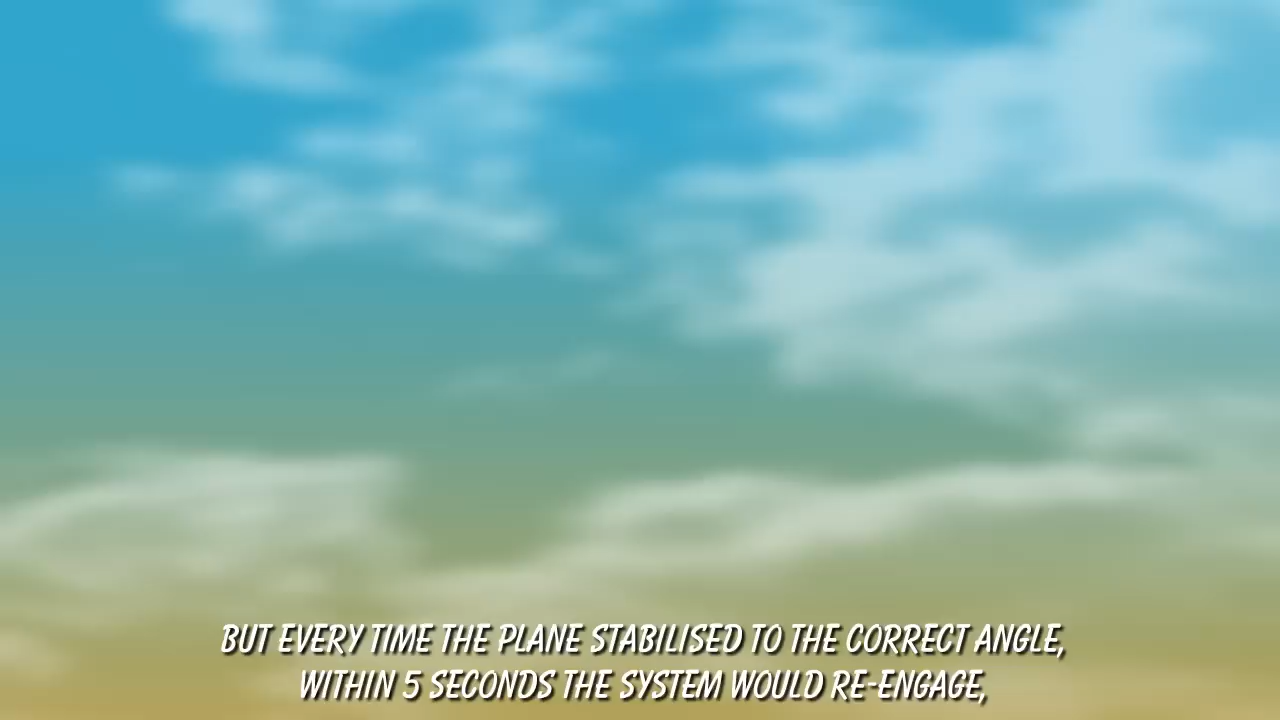 BUT EVERY TIME THE PLANE STABILISED TO THE CORRECT ANGLE,
WITHIN 5 SECONDS THE SYSTEM WOULD RE-ENGAGE,